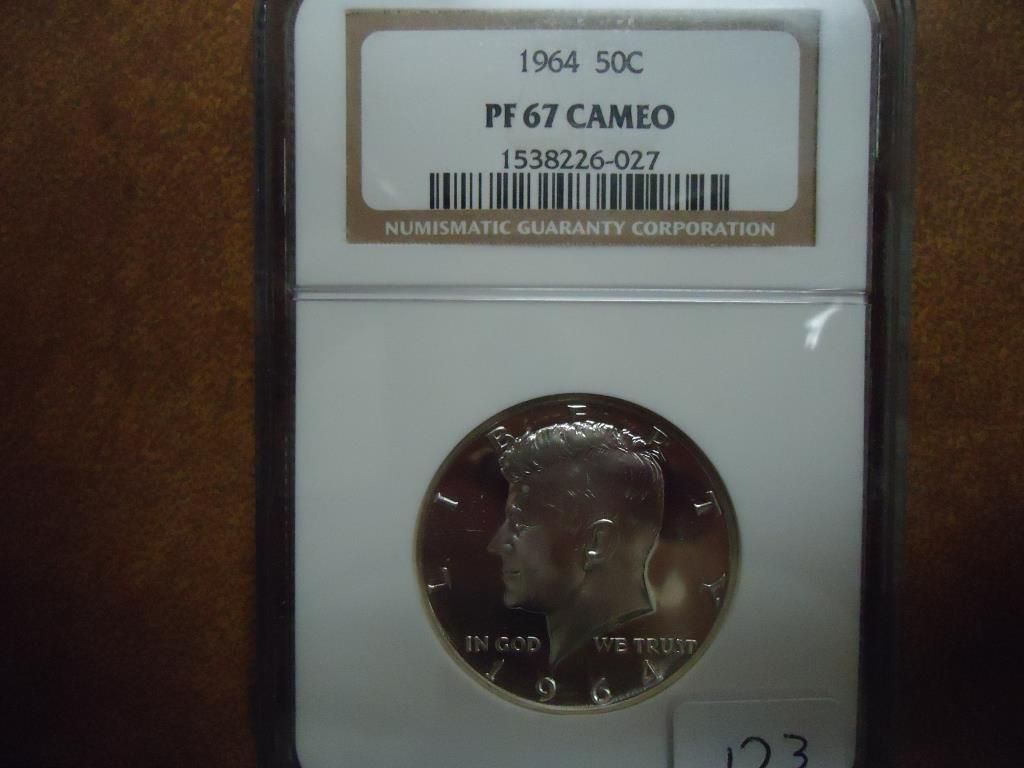 1964 50C
PF 67 CAMEO
1538226-027
NUMISMATIC GUARANTY CORPORATION
LIBERTY
IN GOD WE TRUST
1964
123